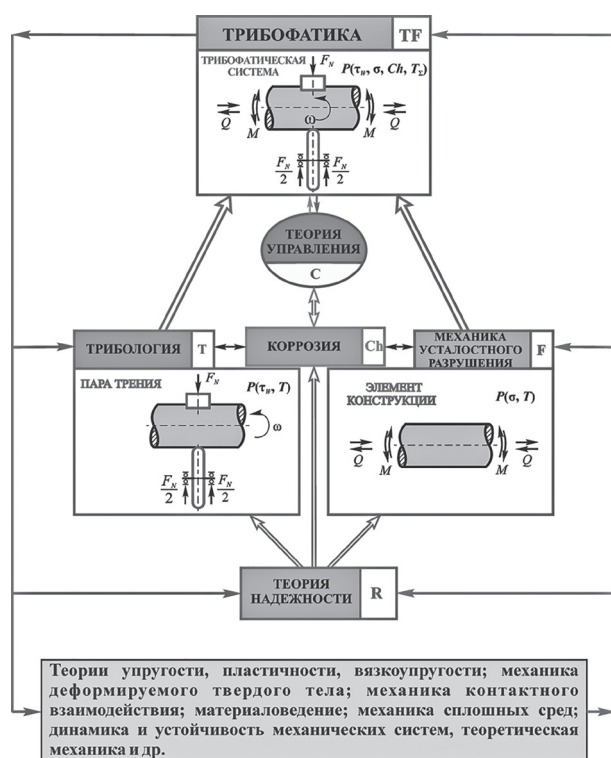 ТРИБОФАТИКА TF
ТРИБОФАТИЧЕСКАЯ
СИСТЕМА
F_N
P(τ_и, σ, Ch, T_Σ)
Q M ω M Q
F_N/2 F_N/2
ТЕОРИЯ
УПРАВЛЕНИЯ
C
ТРИБОЛОГИЯ T
КОРРОЗИЯ Ch
МЕХАНИКА
УСТАЛОСТНОГО
РАЗРУШЕНИЯ F
ПАРА ТРЕНИЯ
F_N
P(τ_и, T)
ω
F_N/2 F_N/2
ЭЛЕМЕНТ
КОНСТРУКЦИИ
P(σ, T)
Q M M Q
ТЕОРИЯ
НАДЕЖНОСТИ R
Теории упругости, пластичности, вязкоупругости; механика
деформируемого твердого тела; механика контактного
взаимодействия; материаловедение; механика сплошных сред;
динамика и устойчивость механических систем, теоретическая
механика и др.